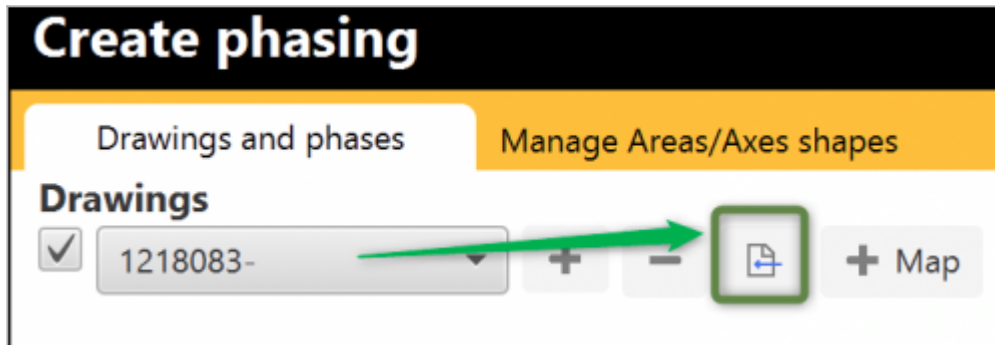 Create phasing
Drawings and phases
Manage Areas/Axes shapes
Drawings
1218083-
+ Map